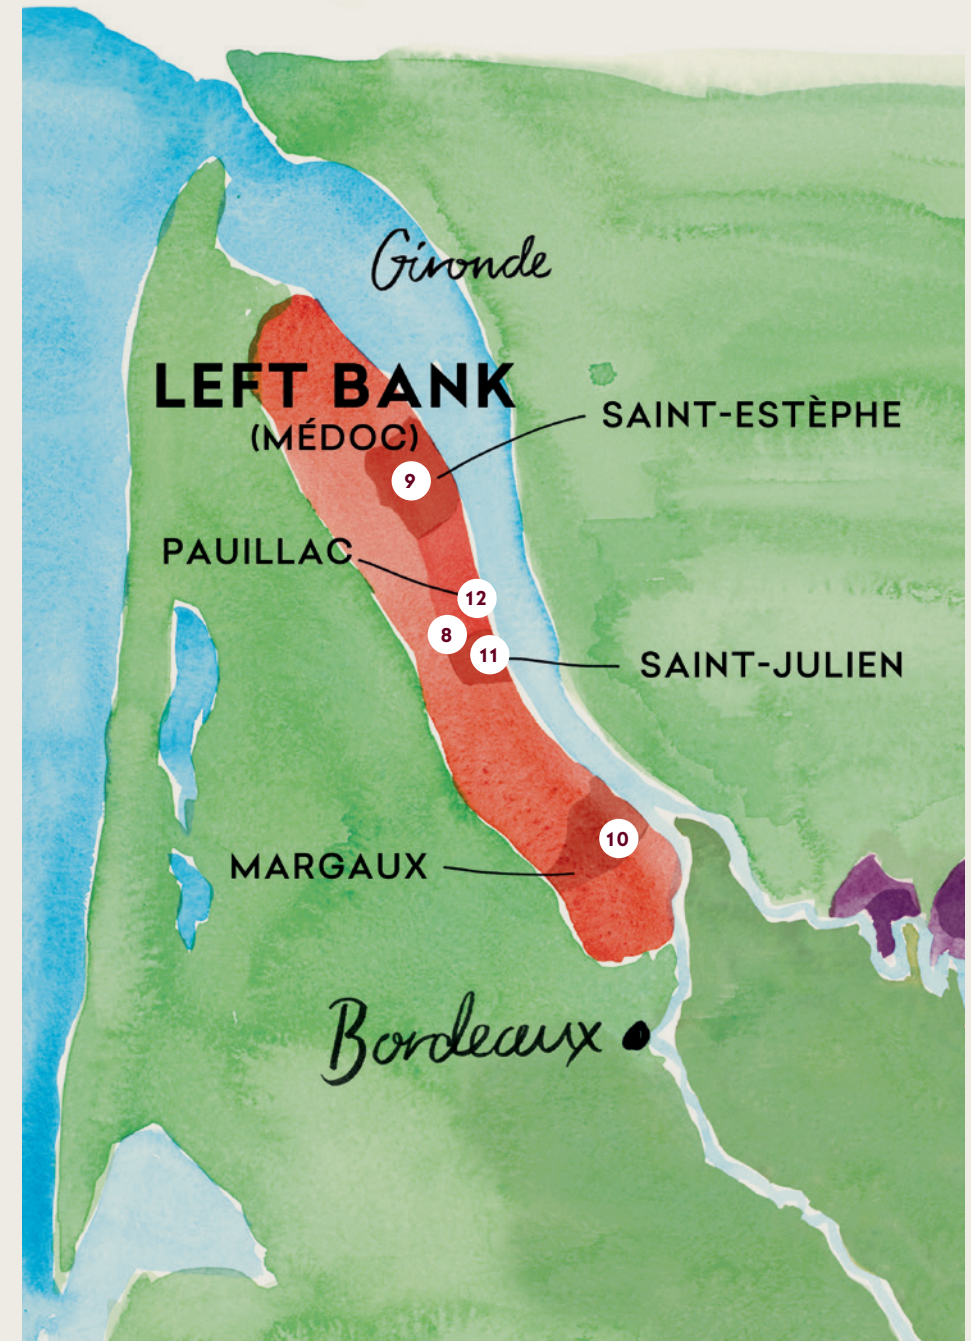 Gironde
LEFT BANK
(MÉDOC)
SAINT-ESTÈPHE
9
PAUILLAC
12
8
11
SAINT-JULIEN
10
MARGAUX
Bordeaux